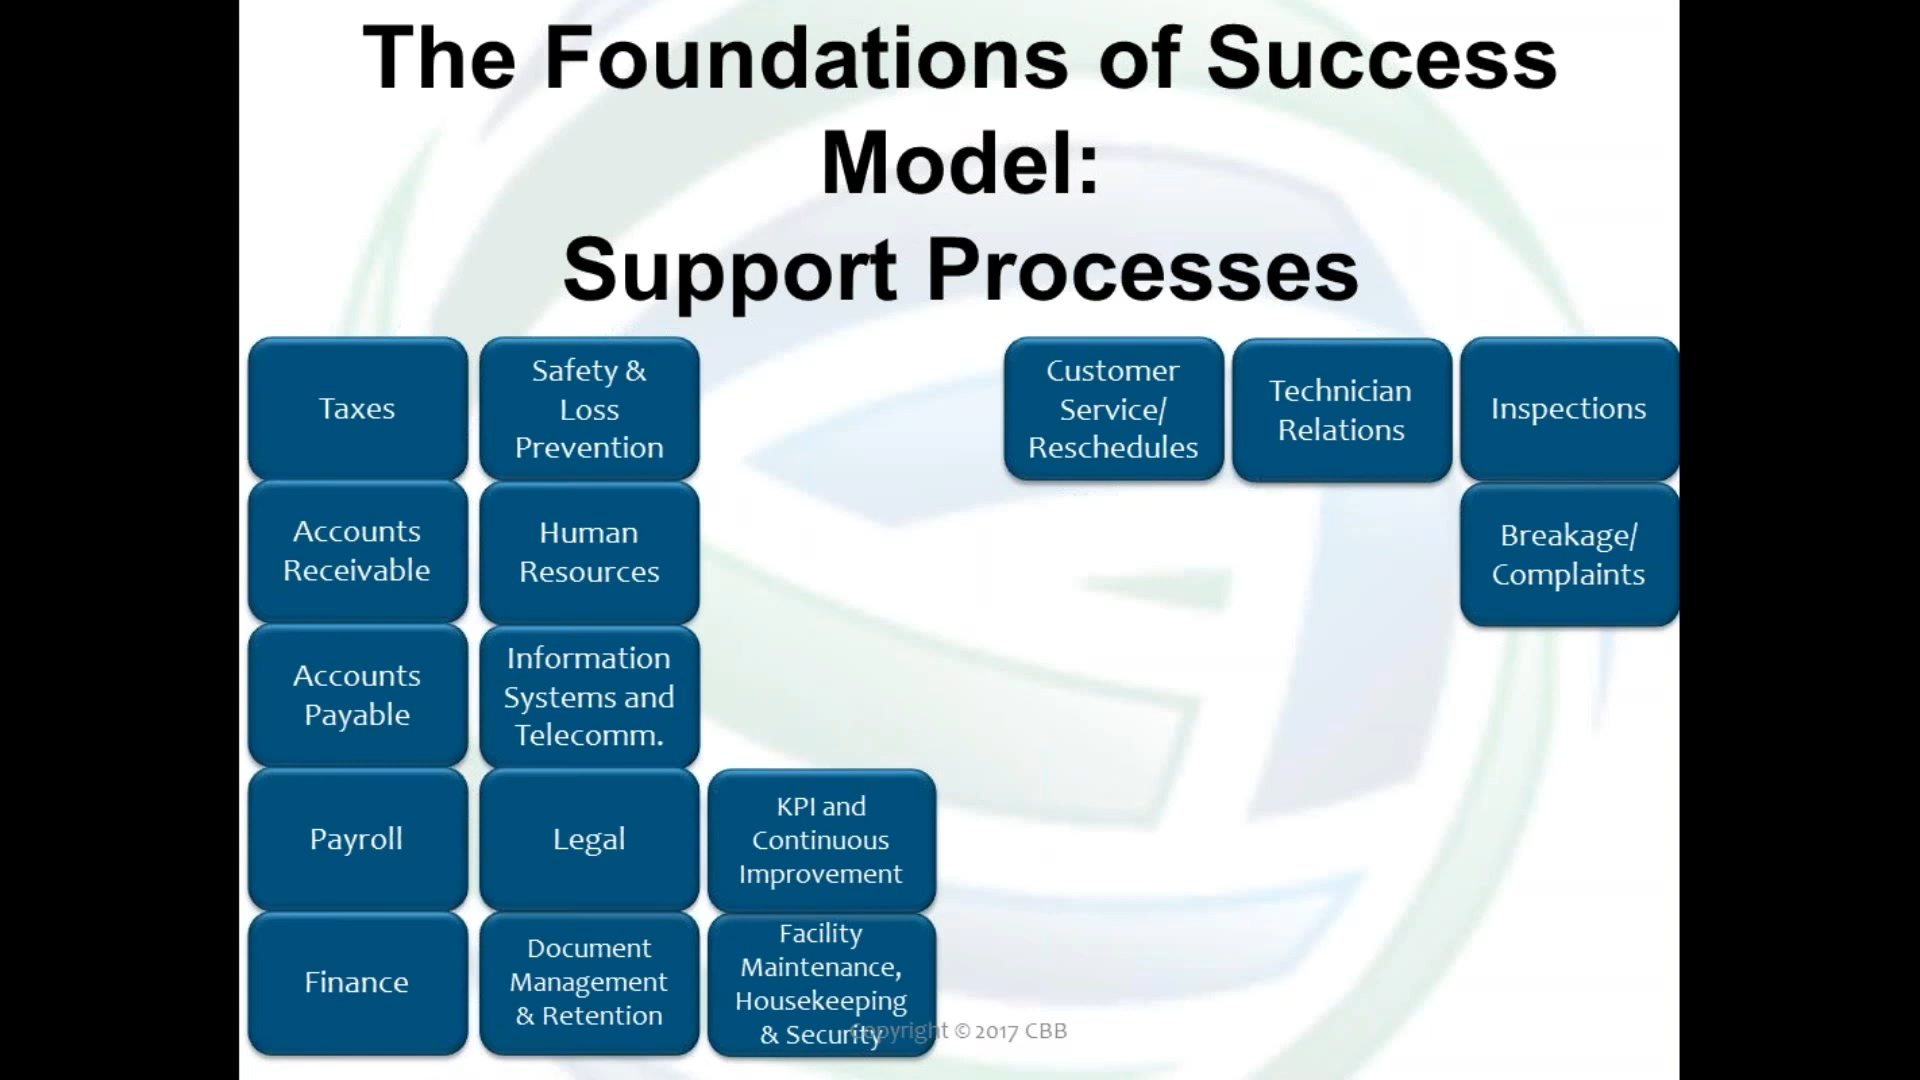 The Foundations of Success
Model:
Support Processes
Taxes
Safety &
Loss
Prevention
Customer
Service/
Reschedules
Technician
Relations
Inspections
Accounts
Receivable
Human
Resources
Breakage/
Complaints
Accounts
Payable
Information
Systems and
Telecomm.
Payroll
Legal
KPI and
Continuous
Improvement
Finance
Document
Management
& Retention
Facility
Maintenance,
Housekeeping
& Security
Copyright © 2017 CBB